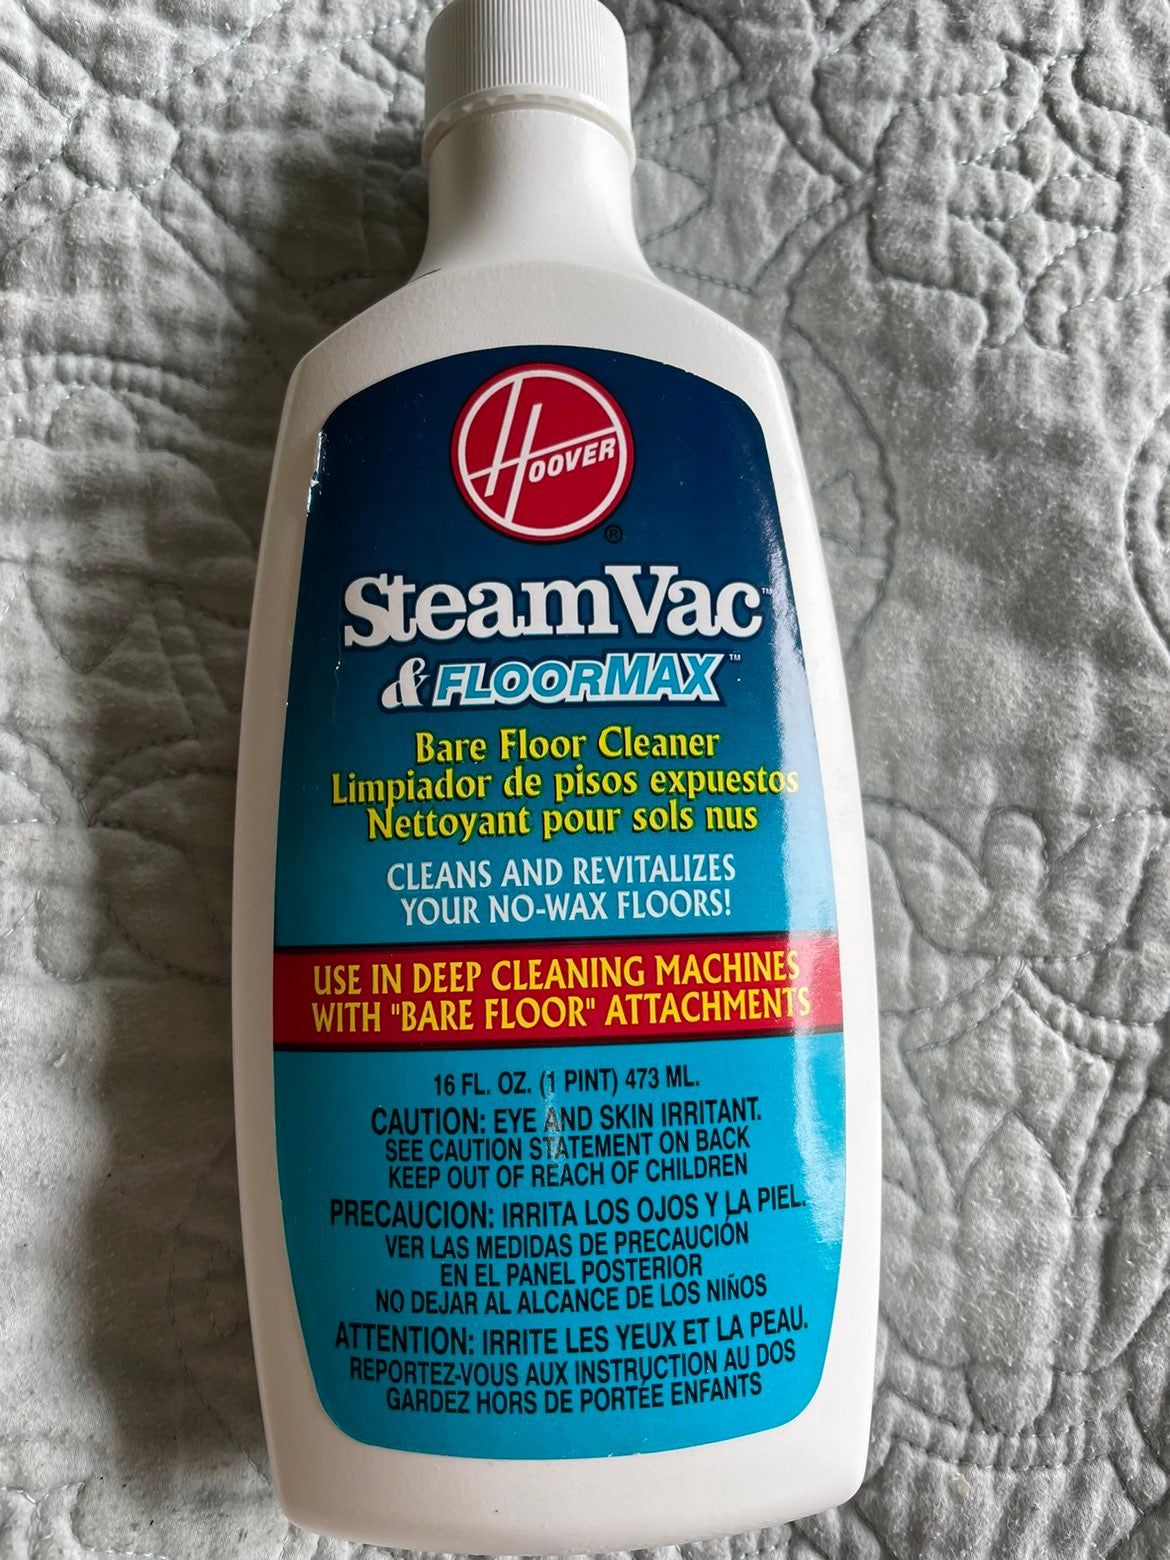 HOOVER
®
SteamVac™
& FLOORMAX™
Bare Floor Cleaner
Limpiador de pisos expuestos
Nettoyant pour sols nus
CLEANS AND REVITALIZES
YOUR NO-WAX FLOORS!
USE IN DEEP CLEANING MACHINES
WITH "BARE FLOOR" ATTACHMENTS
16 FL. OZ. (1 PINT) 473 ML.
CAUTION: EYE AND SKIN IRRITANT.
SEE CAUTION STATEMENT ON BACK
KEEP OUT OF REACH OF CHILDREN
PRECAUCION: IRRITA LOS OJOS Y LA PIEL.
VER LAS MEDIDAS DE PRECAUCIÓN
EN EL PANEL POSTERIOR
NO DEJAR AL ALCANCE DE LOS NIÑOS
ATTENTION: IRRITE LES YEUX ET LA PEAU.
REPORTEZ-VOUS AUX INSTRUCTION AU DOS
GARDEZ HORS DE PORTÉE ENFANTS